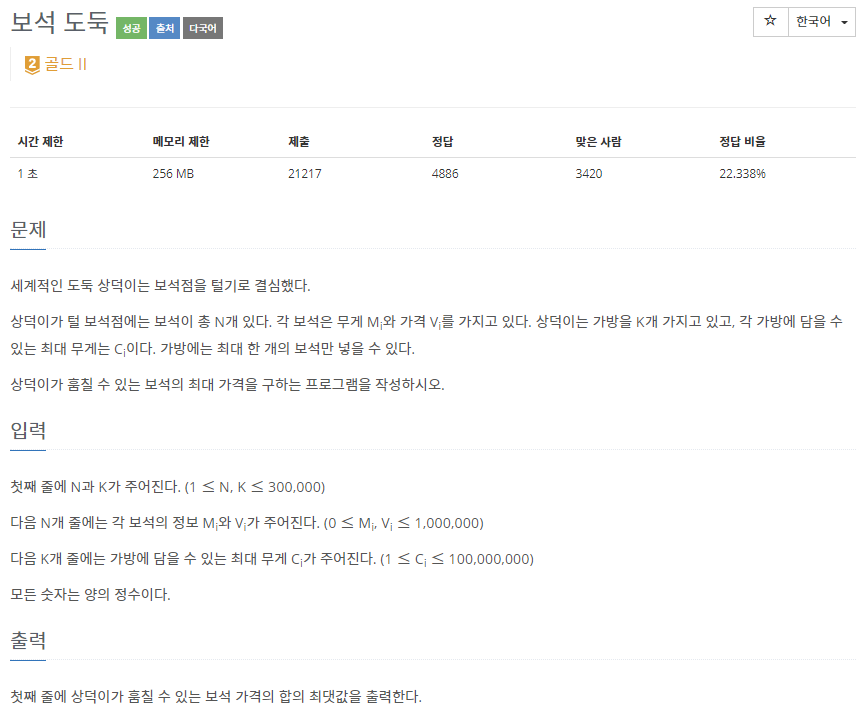 보석 도둑 성공 출처 다국어
☆ 한국어
2 골드 II
시간 제한 메모리 제한 제출 정답 맞은 사람 정답 비율
1 초 256 MB 21217 4886 3420 22.338%
문제
세계적인 도둑 상덕이는 보석점을 털기로 결심했다.
상덕이가 털 보석점에는 보석이 총 N개 있다. 각 보석은 무게 Mi와 가격 Vi를 가지고 있다. 상덕이는 가방을 K개 가지고 있고, 각 가방에 담을 수
있는 최대 무게는 Ci이다. 가방에는 최대 한 개의 보석만 넣을 수 있다.
상덕이가 훔칠 수 있는 보석의 최대 가격을 구하는 프로그램을 작성하시오.
입력
첫째 줄에 N과 K가 주어진다. (1 ≤ N, K ≤ 300,000)
다음 N개 줄에는 각 보석의 정보 Mi와 Vi가 주어진다. (0 ≤ Mi, Vi ≤ 1,000,000)
다음 K개 줄에는 가방에 담을 수 있는 최대 무게 Ci가 주어진다. (1 ≤ Ci ≤ 100,000,000)
모든 숫자는 양의 정수이다.
출력
첫째 줄에 상덕이가 훔칠 수 있는 보석 가격의 합의 최댓값을 출력한다.